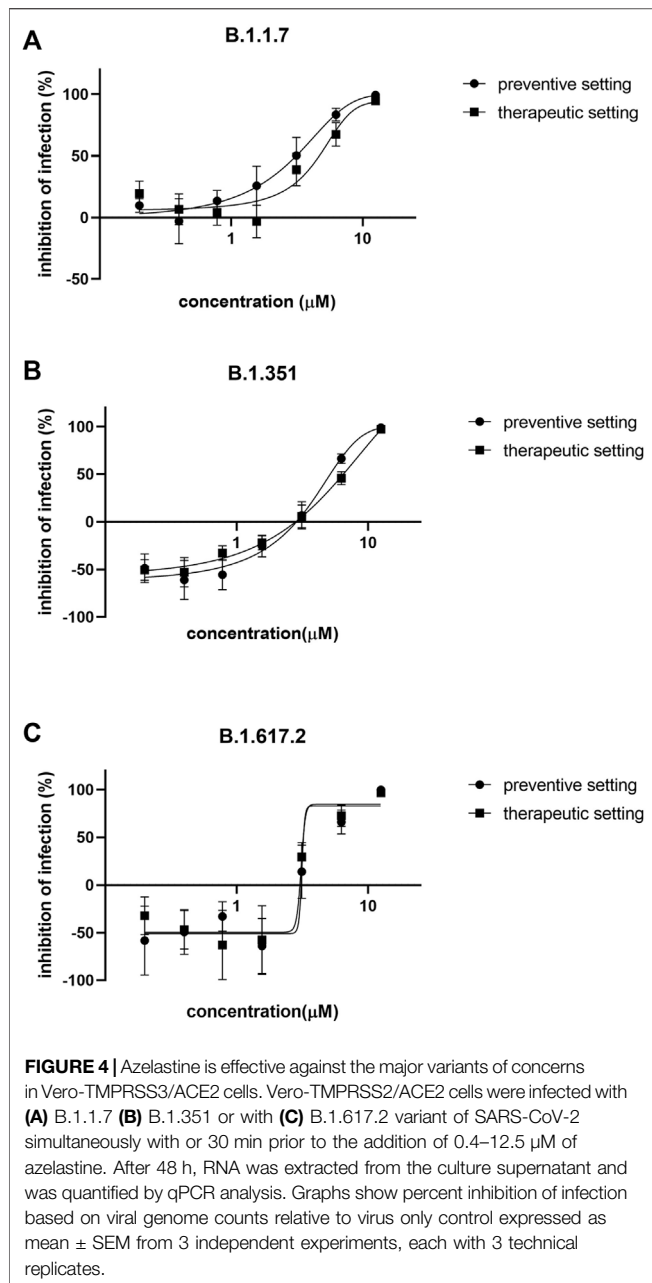 A
B.1.1.7
inhibition of infection (%)
100
50
0
-50
1
10
concentration (μM)
preventive setting
therapeutic setting
B
B.1.351
inhibition of infection (%)
100
50
0
-50
-100
1
10
concentration(μM)
preventive setting
therapeutic setting
C
B.1.617.2
inhibition of infection (%)
100
50
0
-50
-100
1
10
concentration(μM)
preventive setting
therapeutic setting
FIGURE 4 | Azelastine is effective against the major variants of concerns
in Vero-TMPRSS3/ACE2 cells. Vero-TMPRSS2/ACE2 cells were infected with
(A) B.1.1.7 (B) B.1.351 or with (C) B.1.617.2 variant of SARS-CoV-2
simultaneously with or 30 min prior to the addition of 0.4–12.5 μM of
azelastine. After 48 h, RNA was extracted from the culture supernatant and
was quantified by qPCR analysis. Graphs show percent inhibition of infection
based on viral genome counts relative to virus only control expressed as
mean ± SEM from 3 independent experiments, each with 3 technical
replicates.